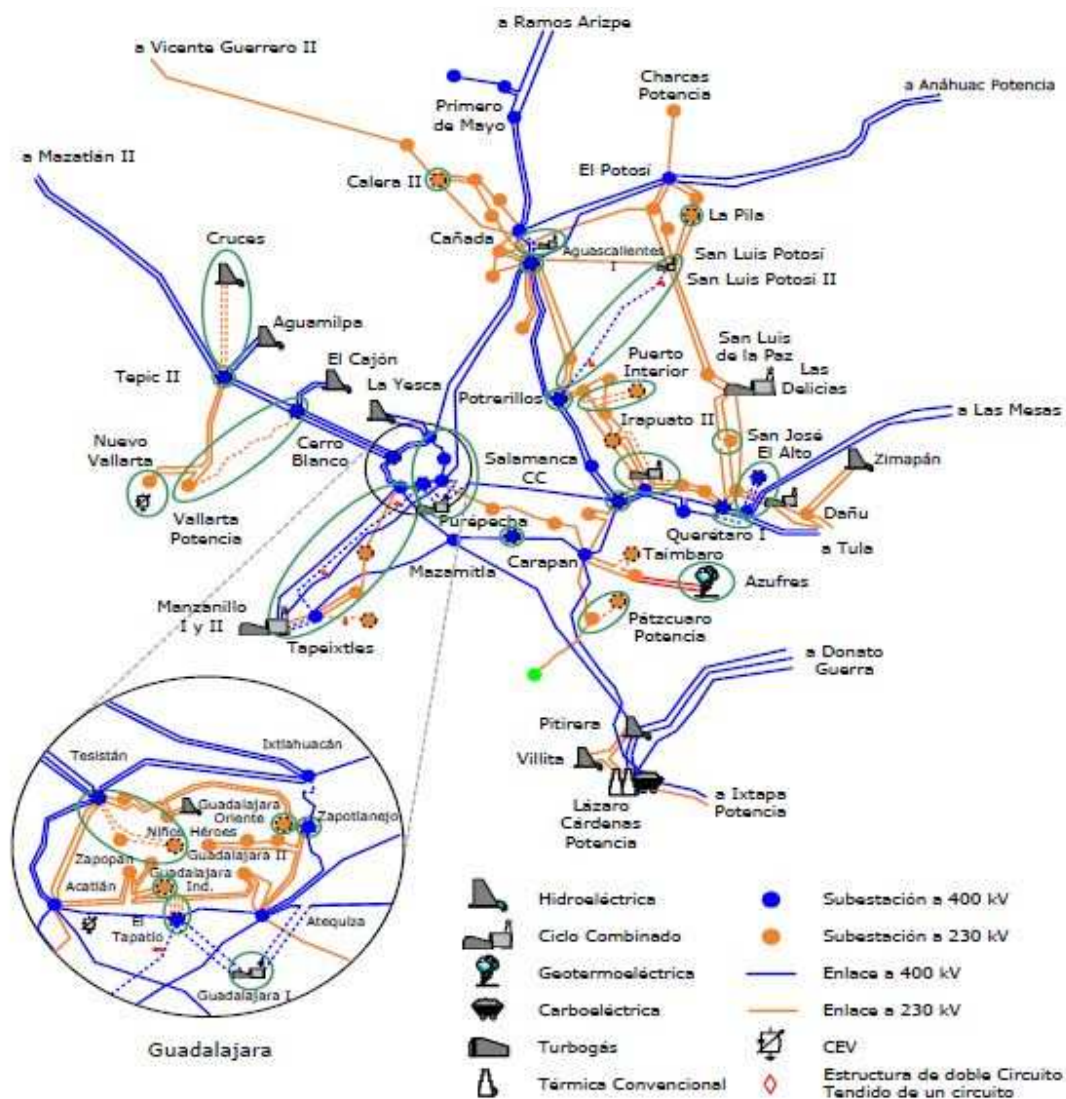 a Ramos Arizpe
a Vicente Guerrero II
Charcas
Potencia
a Anáhuac Potencia
Primero
de Mayo
a Mazatlán II
Calera II
El Potosí
La Pila
Cruces
Cañada
Aguascalientes
I
San Luis Potosí
San Luis Potosí II
Aguamilpa
El Cajón
San Luis
de la Paz
Tepic II
La Yesca
Puerto
Interior
Las
Delicias
Potrerillos
Irapuato II
a Las Mesas
Nuevo
Vallarta
Cerro
Blanco
Salamanca
CC
San José
El Alto
Zimapán
Vallarta
Potencia
Purepecha
Querétaro I
Dañu
a Tula
Mazamitla
Carapan
Taimbaro
Azufres
Manzanillo
I y II
Tapeixtles
Pátzcuaro
Potencia
a Donato
Guerra
Pitirera
Villita
Lázaro
Cárdenas
Potencia
a Ixtapa
Potencia
Tesistán
Ixtlahuacán
Guadalajara
Oriente
Zapotlanejo
Niños Héroes
Guadalajara II
Zapopán
Guadalajara
Ind.
Acatlán
El
Tapatío
Atequiza
Guadalajara I
Guadalajara
Hidroeléctrica
Ciclo Combinado
Geotermoeléctrica
Carboeléctrica
Turbogás
Térmica Convencional
Subestación a 400 kV
Subestación a 230 kV
Enlace a 400 kV
Enlace a 230 kV
CEV
Estructura de doble Circuito
Tendido de un circuito